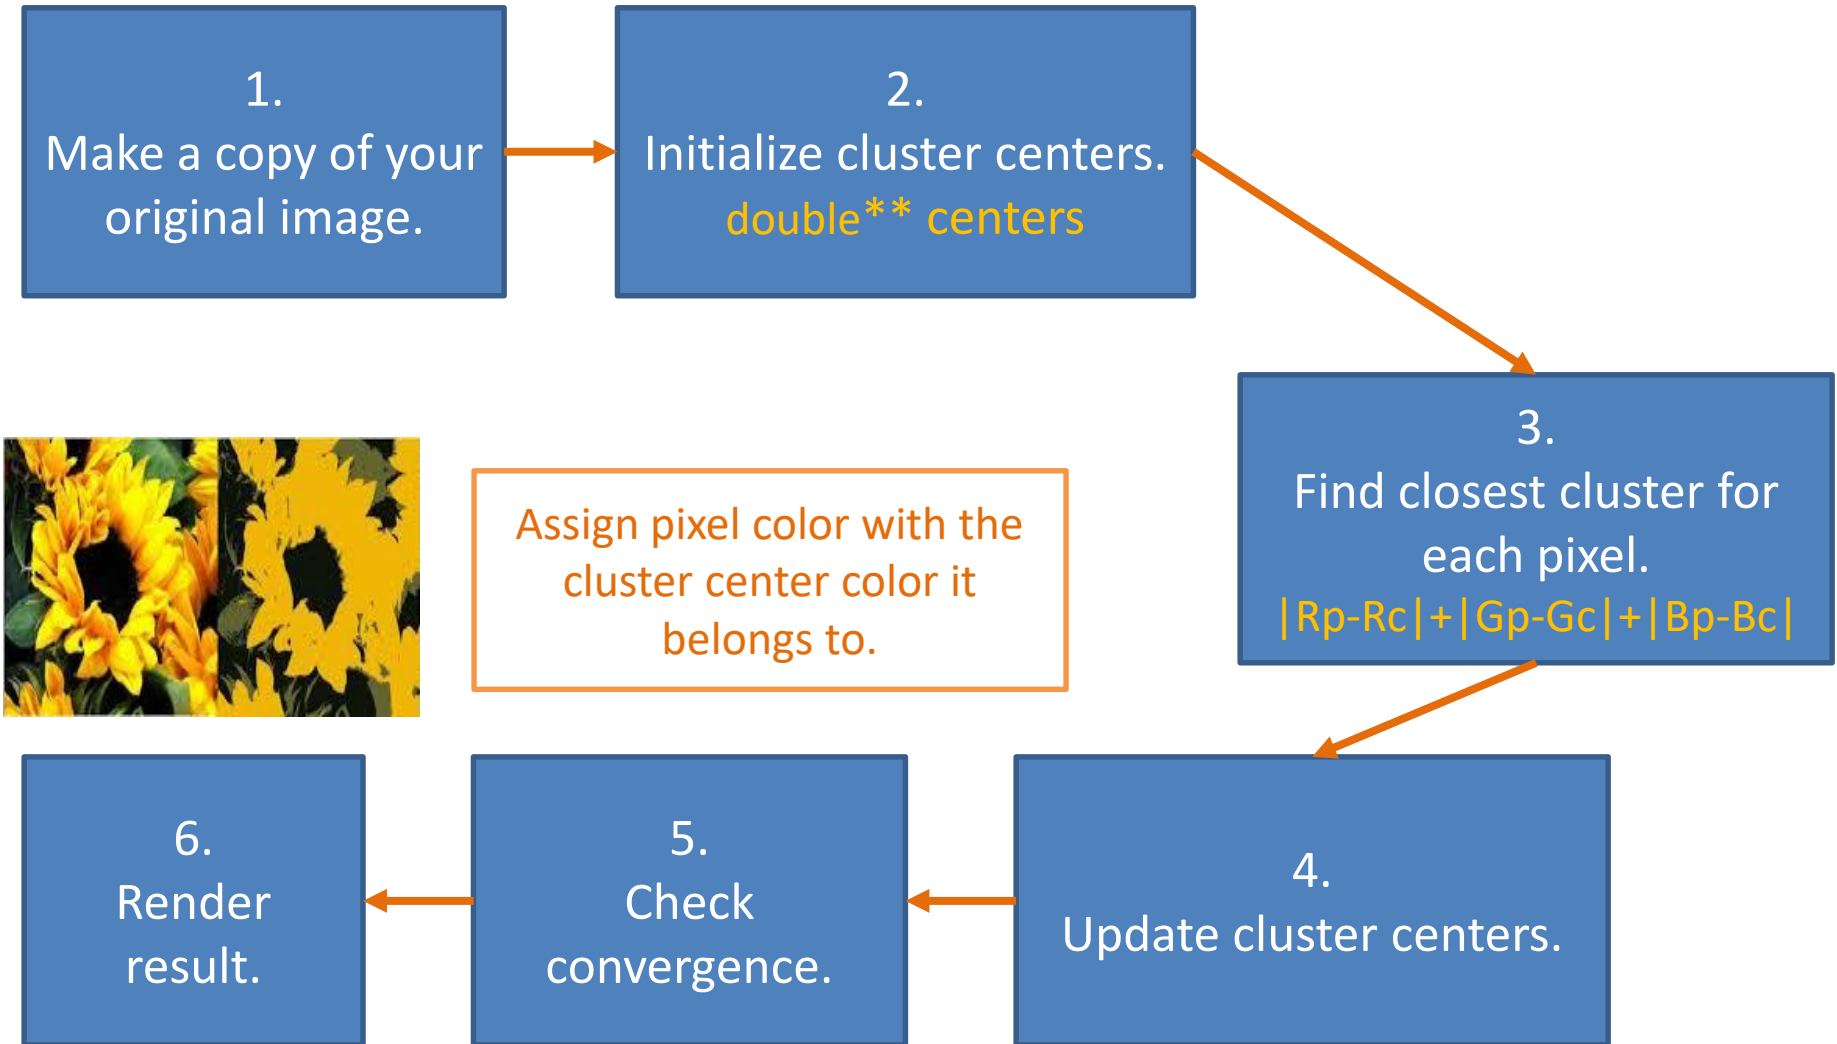 1.
Make a copy of your
original image.
2.
Initialize cluster centers.
double** centers
3.
Find closest cluster for
each pixel.
|Rp-Rc|+|Gp-Gc|+|Bp-Bc|
Assign pixel color with the
cluster center color it
belongs to.
4.
Update cluster centers.
5.
Check
convergence.
6.
Render
result.